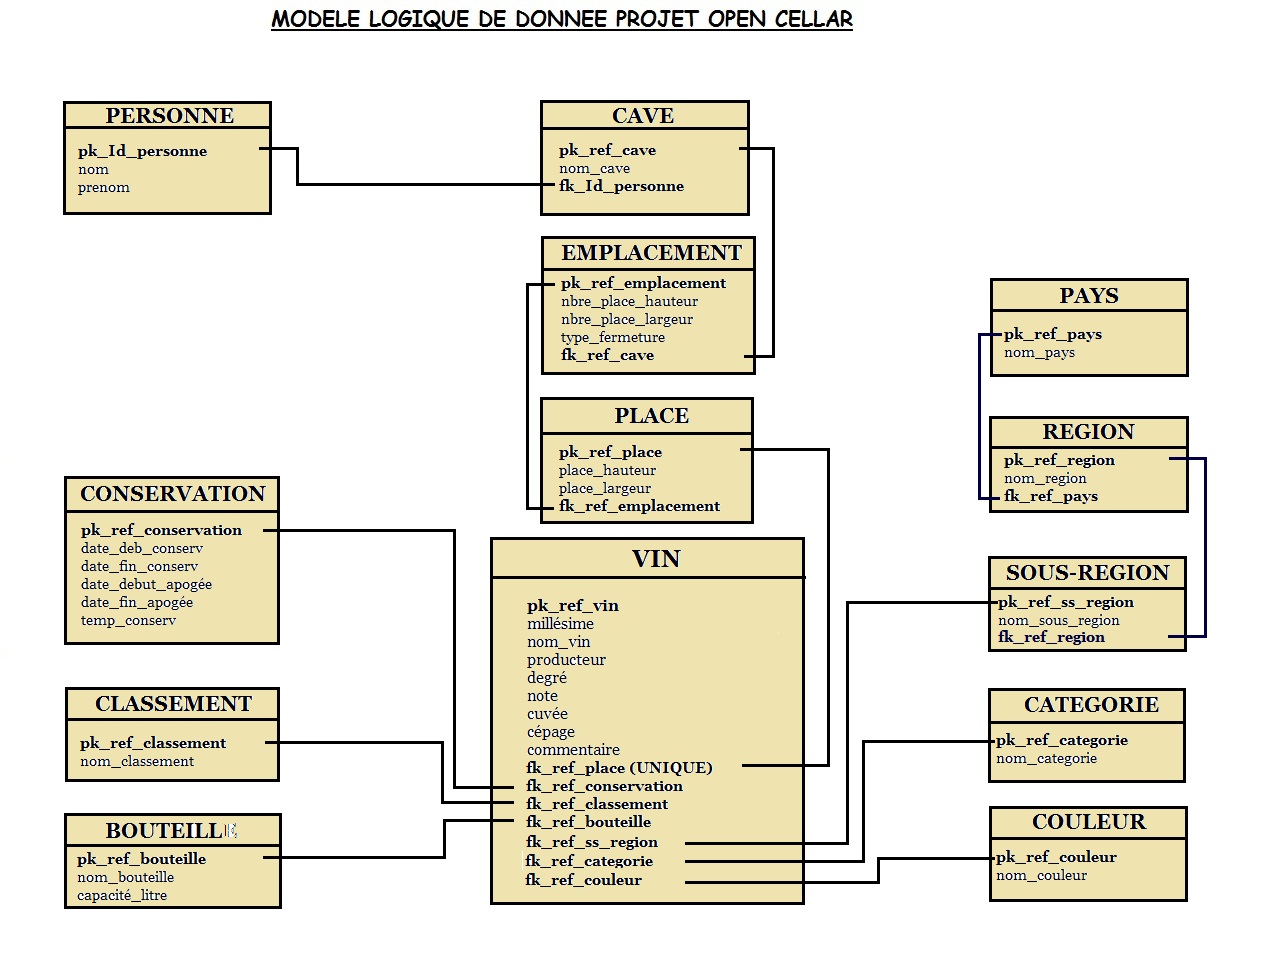 MODELE LOGIQUE DE DONNEE PROJET OPEN CELLAR
PERSONNE
pk_Id_personne
nom
prenom
CAVE
pk_ref_cave
nom_cave
fk_Id_personne
EMPLACEMENT
pk_ref_emplacement
nbre_place_hauteur
nbre_place_largeur
type_fermeture
fk_ref_cave
PAYS
pk_ref_pays
nom_pays
PLACE
pk_ref_place
place_hauteur
place_largeur
fk_ref_emplacement
REGION
pk_ref_region
nom_region
fk_ref_pays
CONSERVATION
pk_ref_conservation
date_deb_conserv
date_fin_conserv
date_debut_apogée
date_fin_apogée
temp_conserv
VIN
pk_ref_vin
millésime
nom_vin
producteur
degré
note
cuvée
cépage
commentaire
fk_ref_place (UNIQUE)
fk_ref_conservation
fk_ref_classement
fk_ref_bouteille
fk_ref_ss_region
fk_ref_categorie
fk_ref_couleur
SOUS-REGION
pk_ref_ss_region
nom_sous_region
fk_ref_region
CLASSEMENT
pk_ref_classement
nom_classement
CATEGORIE
pk_ref_categorie
nom_categorie
BOUTEILLE
pk_ref_bouteille
nom_bouteille
capacité_litre
COULEUR
pk_ref_couleur
nom_couleur